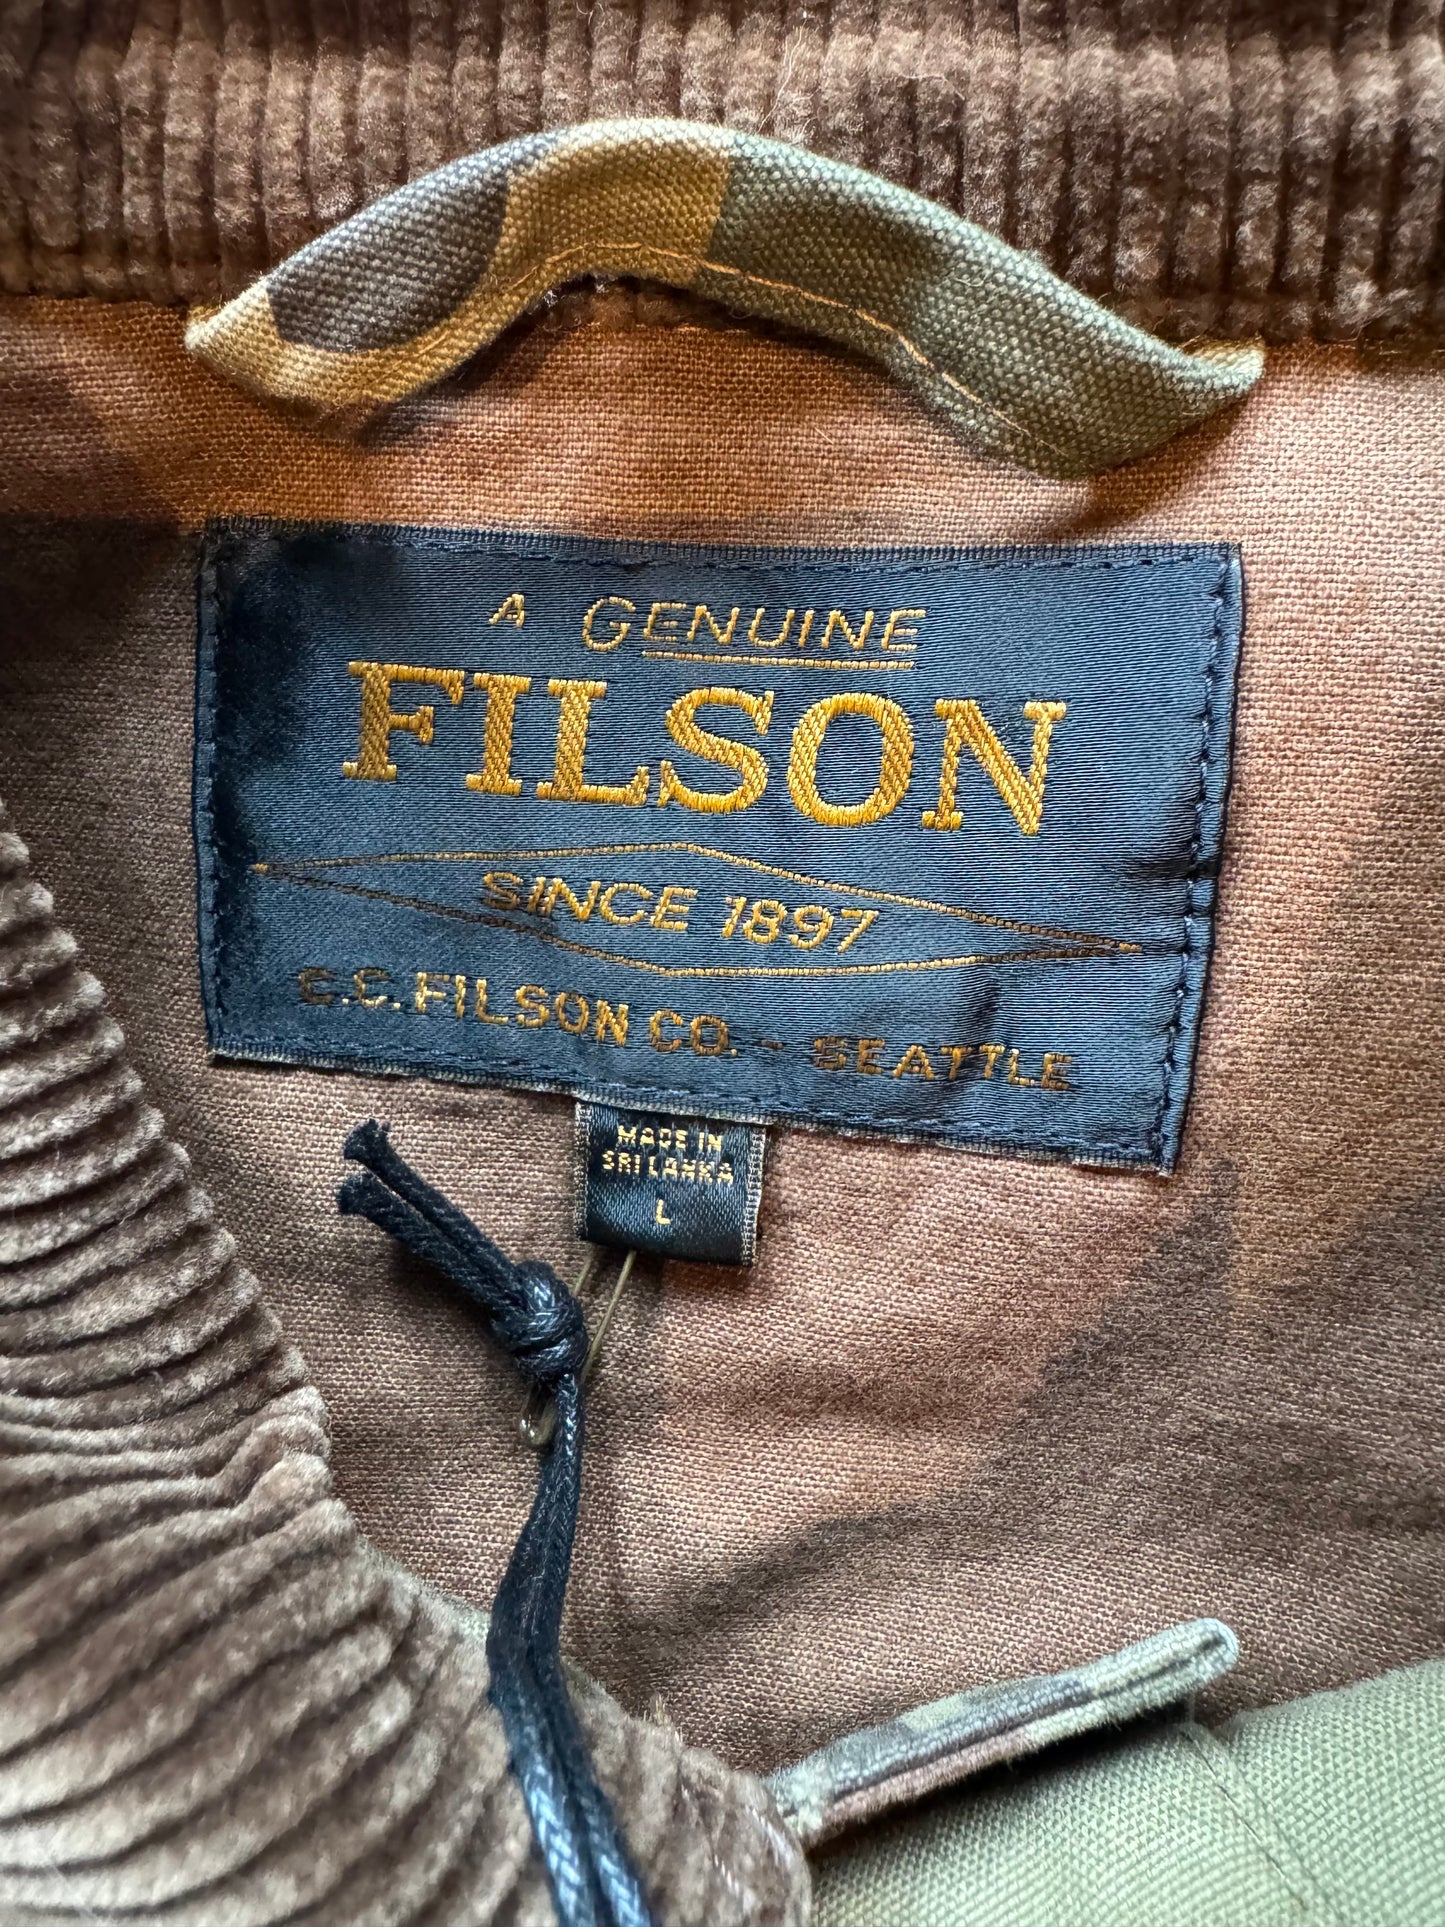 A GENUINE
FILSON
SINCE 1897
C.C. FILSON CO. - SEATTLE
MADE IN
SRI LANKA
L